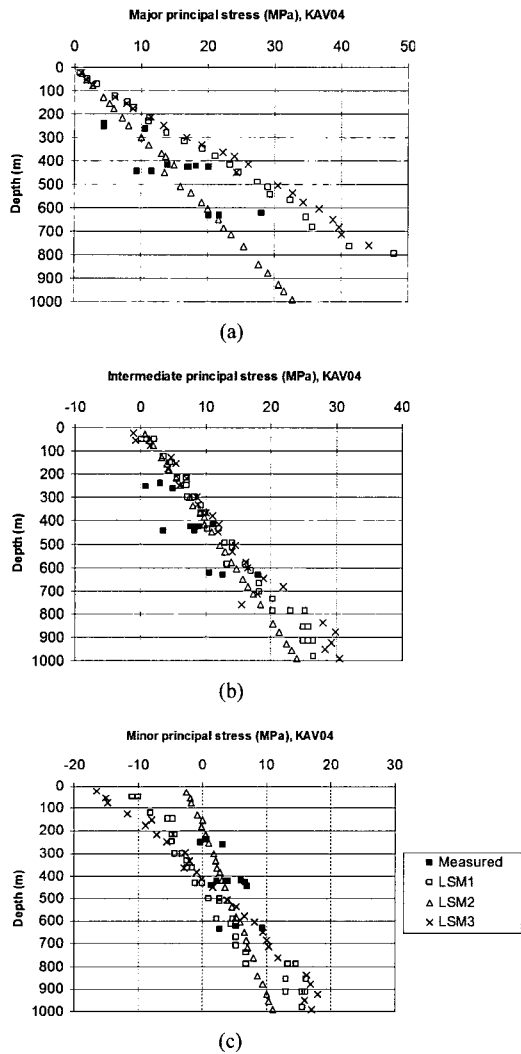 Major principal stress (MPa), KAV04
0 10 20 30 40 50
Depth (m)
0
100
200
300
400
500
600
700
800
900
1000
(a)
Intermediate principal stress (MPa), KAV04
-10 0 10 20 30 40
Depth (m)
0
100
200
300
400
500
600
700
800
900
1000
(b)
Minor principal stress (MPa), KAV04
-20 -10 0 10 20 30
Depth (m)
0
100
200
300
400
500
600
700
800
900
1000
Measured
LSM1
LSM2
LSM3
(c)